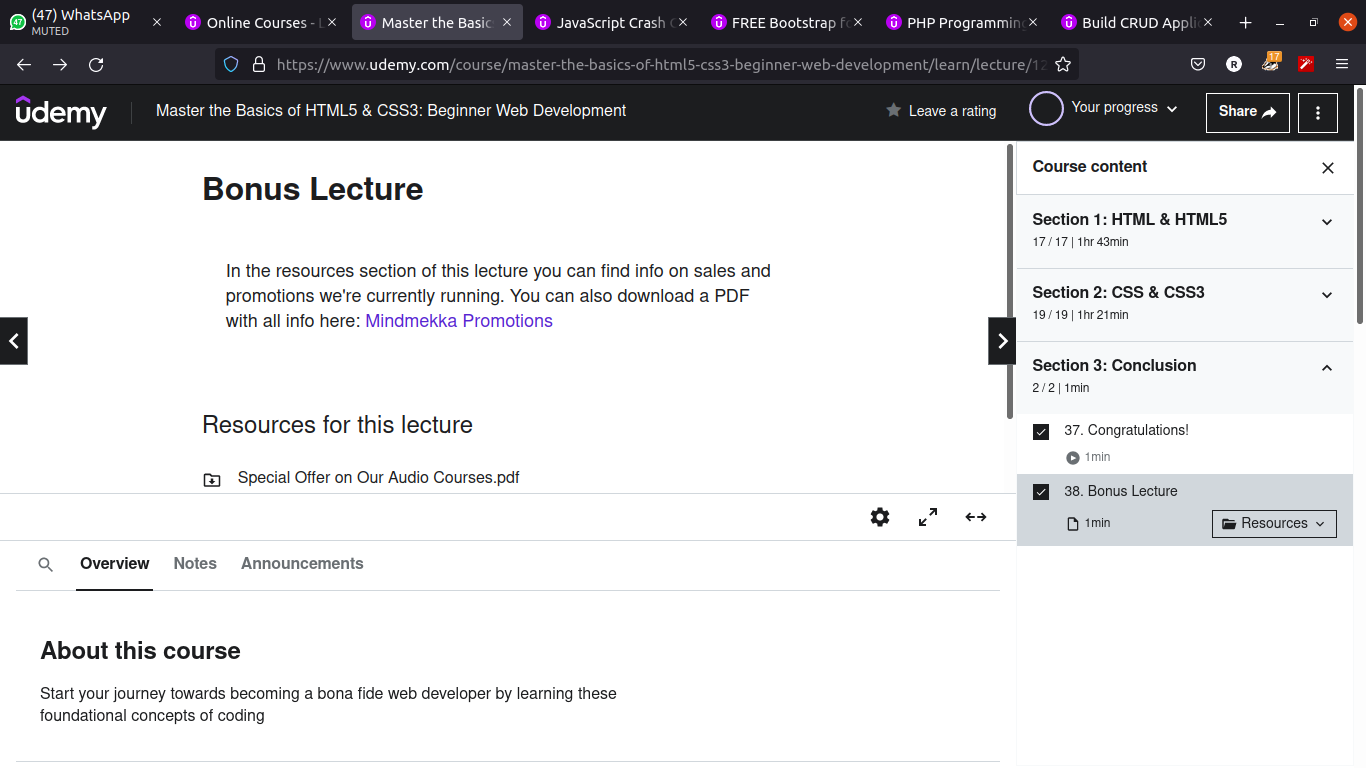 (47) WhatsApp
MUTED
47
Online Courses - L
Master the Basic
JavaScript Crash C
FREE Bootstrap fo
PHP Programming
Build CRUD Applic
https://www.udemy.com/course/master-the-basics-of-html5-css3-beginner-web-development/learn/lecture/12
R
17
udemy
Master the Basics of HTML5 & CSS3: Beginner Web Development
Leave a rating
Your progress
Share
Bonus Lecture
In the resources section of this lecture you can find info on sales and
promotions we're currently running. You can also download a PDF
with all info here: Mindmekka Promotions
Resources for this lecture
Special Offer on Our Audio Courses.pdf
Course content
Section 1: HTML & HTML5
17 / 17 | 1hr 43min
Section 2: CSS & CSS3
19 / 19 | 1hr 21min
Section 3: Conclusion
2 / 2 | 1min
37. Congratulations!
1min
38. Bonus Lecture
1min
Resources
Overview
Notes
Announcements
About this course
Start your journey towards becoming a bona fide web developer by learning these
foundational concepts of coding